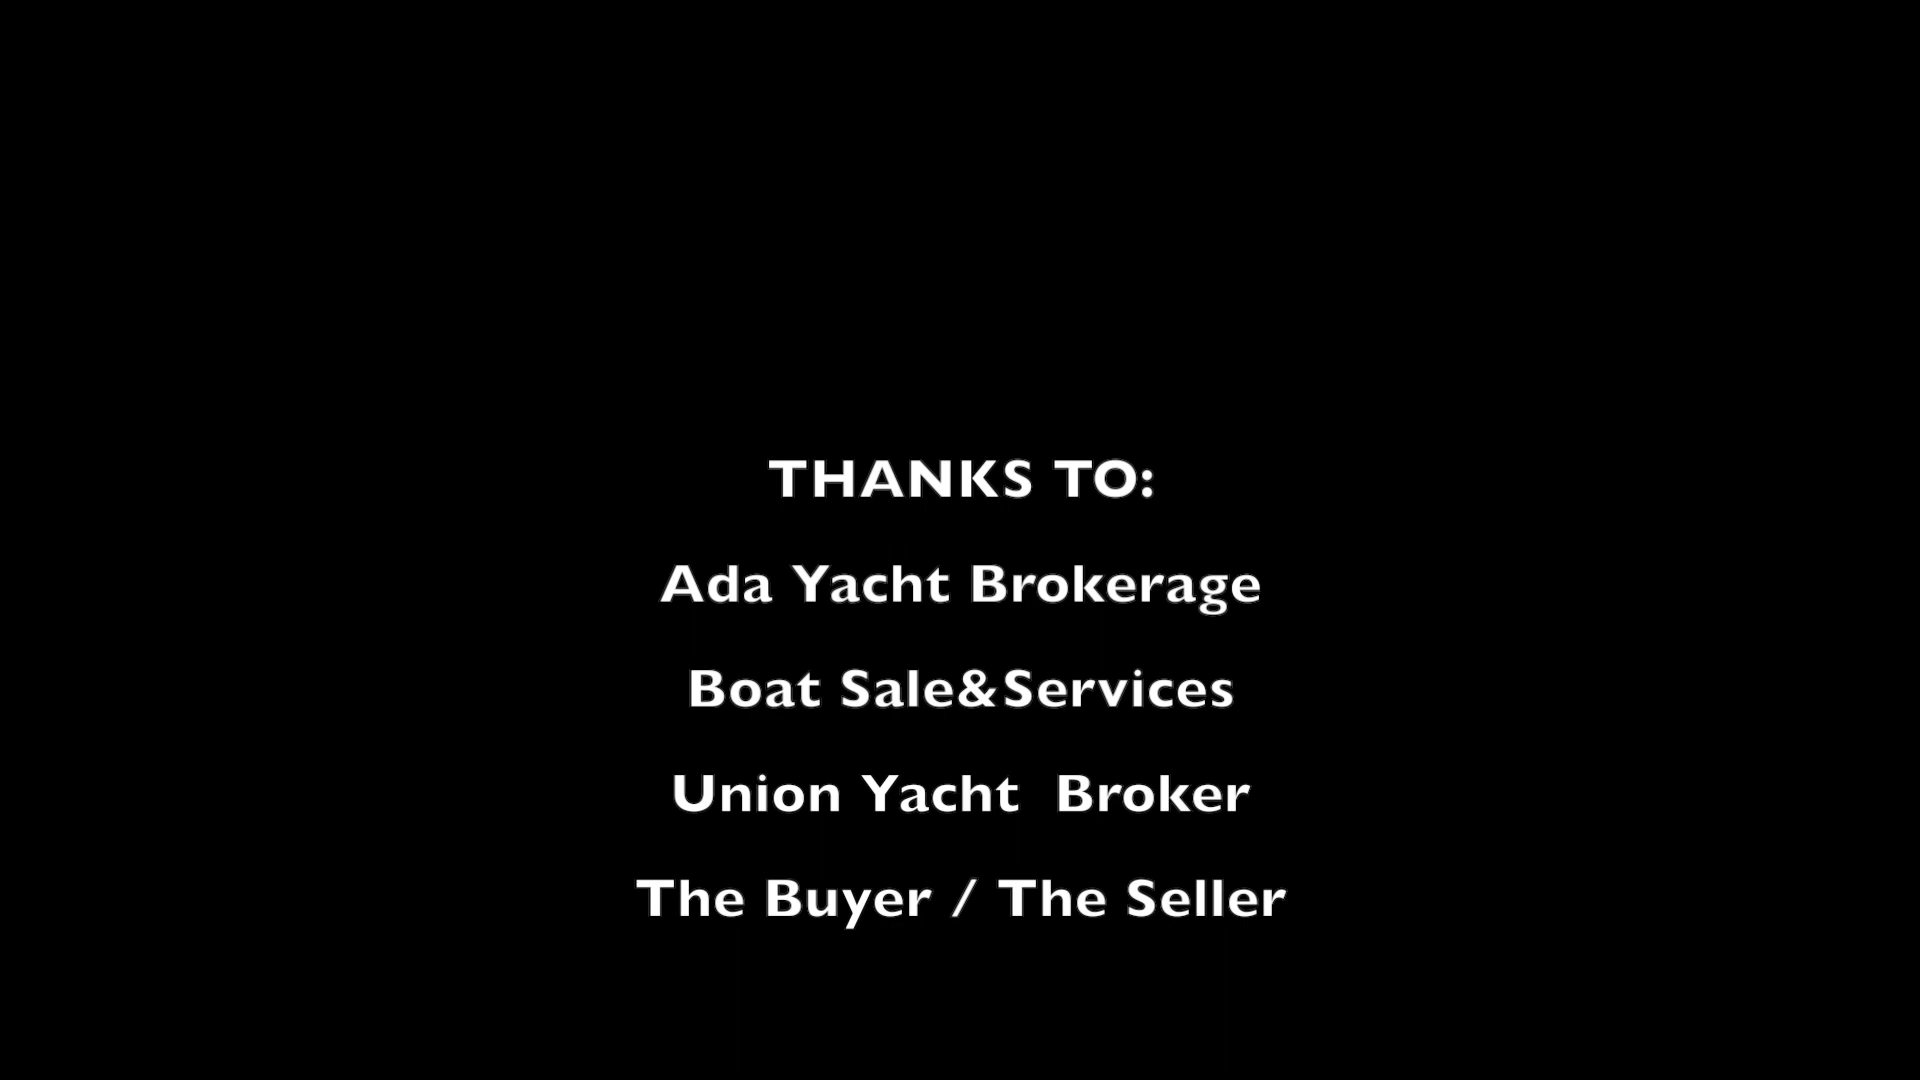 THANKS TO:
Ada Yacht Brokerage
Boat Sale&Services
Union Yacht  Broker
The Buyer / The Seller